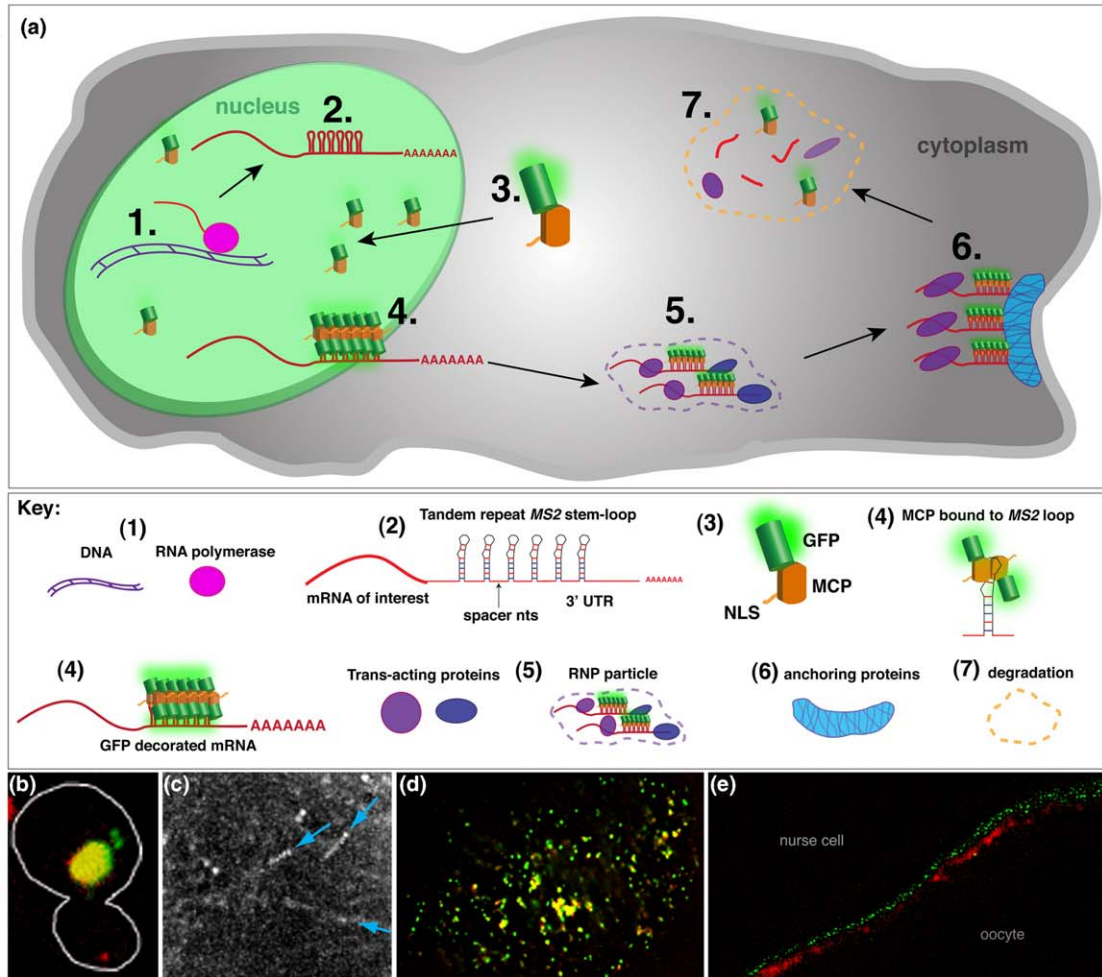 (a)
nucleus
2.
AAAAAAA
7.
cytoplasm
1.
3.
6.
4.
5.
AAAAAAA
Key:
(1)
DNA
RNA polymerase
(2)
Tandem repeat MS2 stem-loop
mRNA of interest
spacer nts
3' UTR
AAAAAAA
(3)
GFP
MCP
NLS
(4)
MCP bound to MS2 loop
(4)
AAAAAAA
GFP decorated mRNA
Trans-acting proteins
(5)
RNP particle
(6)
anchoring proteins
(7)
degradation
(b)
(c)
(d)
(e)
nurse cell
oocyte